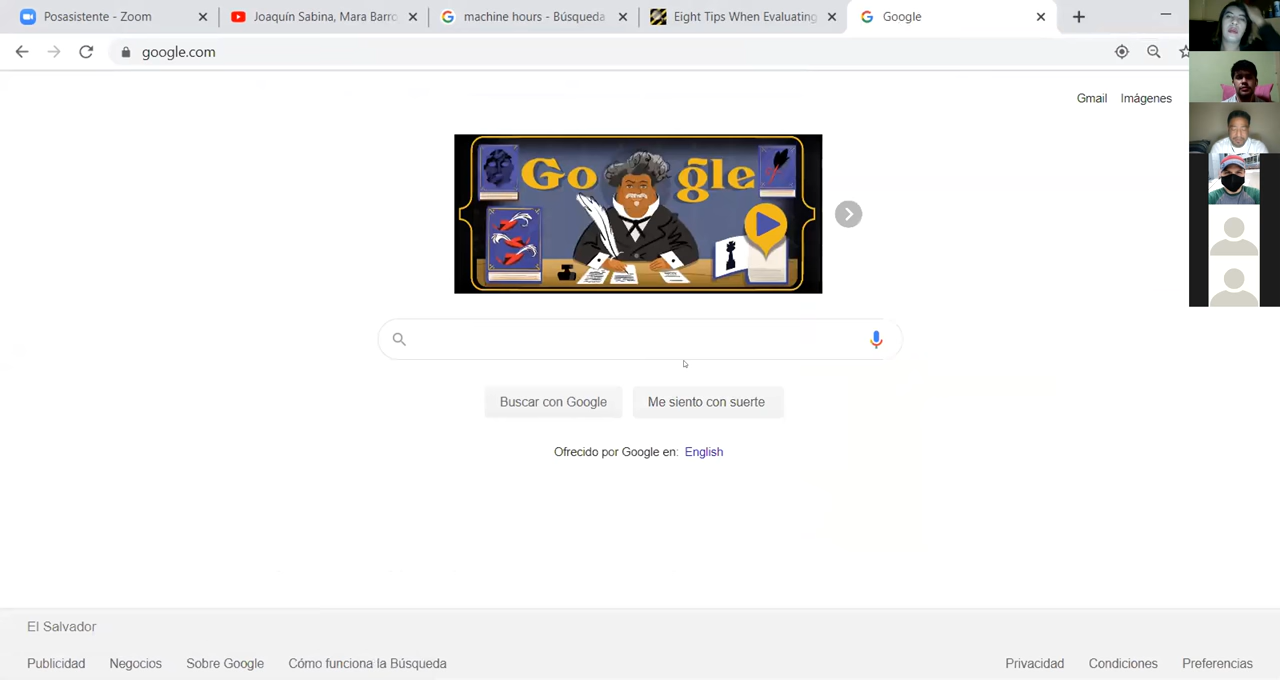 Posasistente - Zoom
Joaquín Sabina, Mara Barro
machine hours - Búsqueda
Eight Tips When Evaluating
Google
google.com
Gmail Imágenes
Google
Buscar con Google Me siento con suerte
Ofrecido por Google en: English
El Salvador
Publicidad Negocios Sobre Google Cómo funciona la Búsqueda Privacidad Condiciones Preferencias